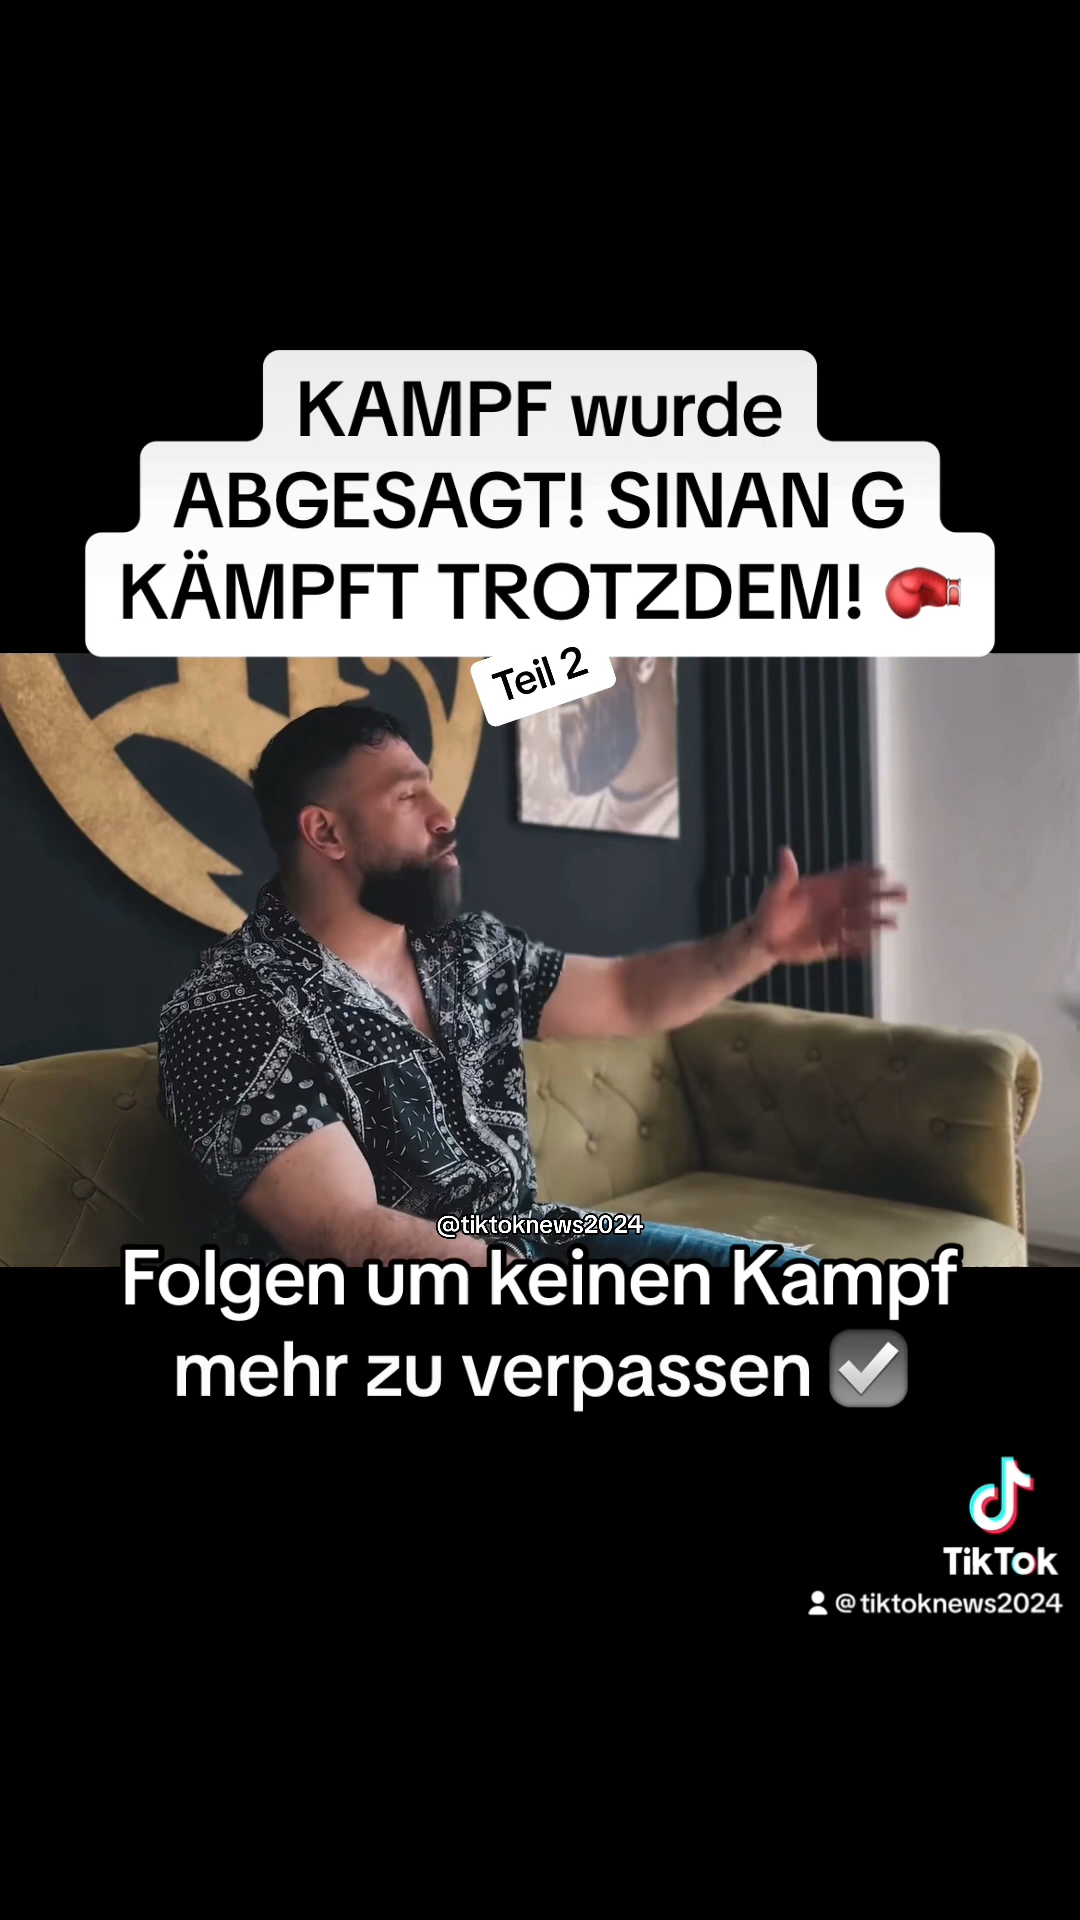 KAMPF wurde
ABGESAGT! SINAN G
KÄMPFT TROTZDEM! 🥊
Teil 2
@tiktoknews2024
Folgen um keinen Kampf
mehr zu verpassen ☑
TikTok
@tiktoknews2024